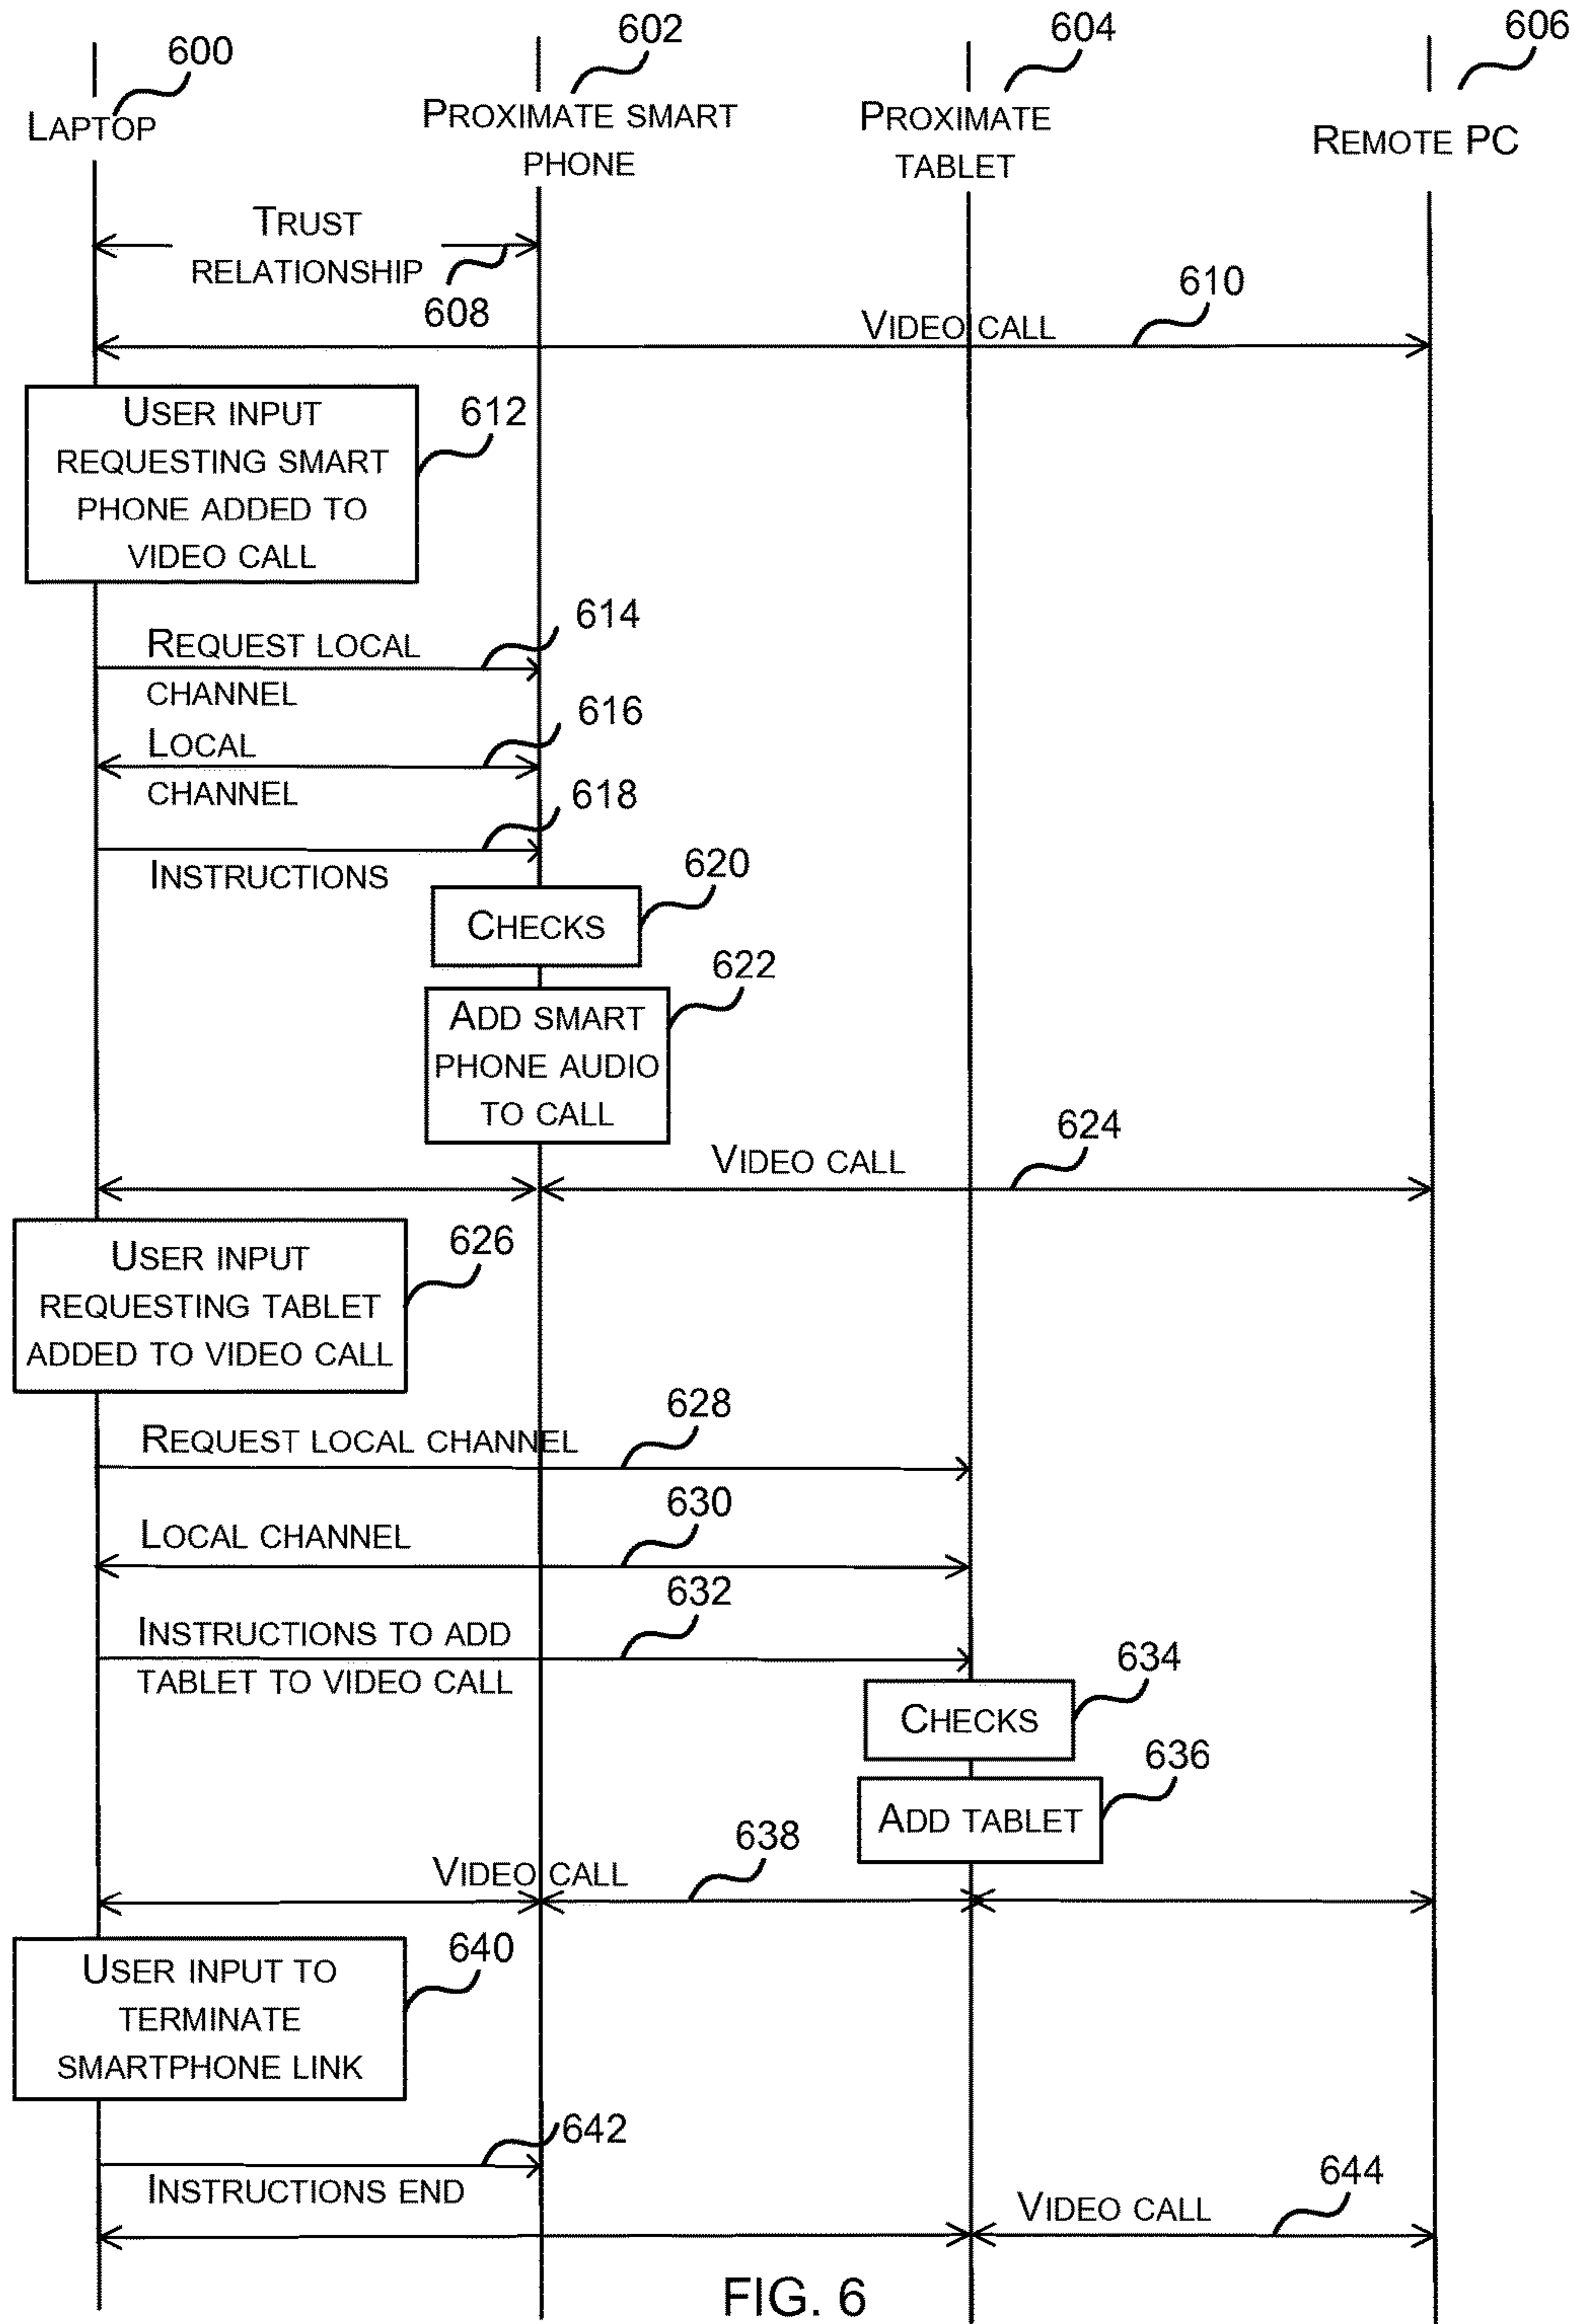 600
602
604
606
LAPTOP
PROXIMATE SMART
PHONE
PROXIMATE
TABLET
REMOTE PC
TRUST
RELATIONSHIP
608
610
VIDEO CALL
USER INPUT
REQUESTING SMART
PHONE ADDED TO
VIDEO CALL
612
614
REQUEST LOCAL
CHANNEL
616
LOCAL
CHANNEL
618
INSTRUCTIONS
620
CHECKS
622
ADD SMART
PHONE AUDIO
TO CALL
624
VIDEO CALL
626
USER INPUT
REQUESTING TABLET
ADDED TO VIDEO CALL
628
REQUEST LOCAL CHANNEL
630
LOCAL CHANNEL
632
INSTRUCTIONS TO ADD
TABLET TO VIDEO CALL
634
CHECKS
636
ADD TABLET
638
VIDEO CALL
640
USER INPUT TO
TERMINATE
SMARTPHONE LINK
642
INSTRUCTIONS END
644
VIDEO CALL
FIG. 6